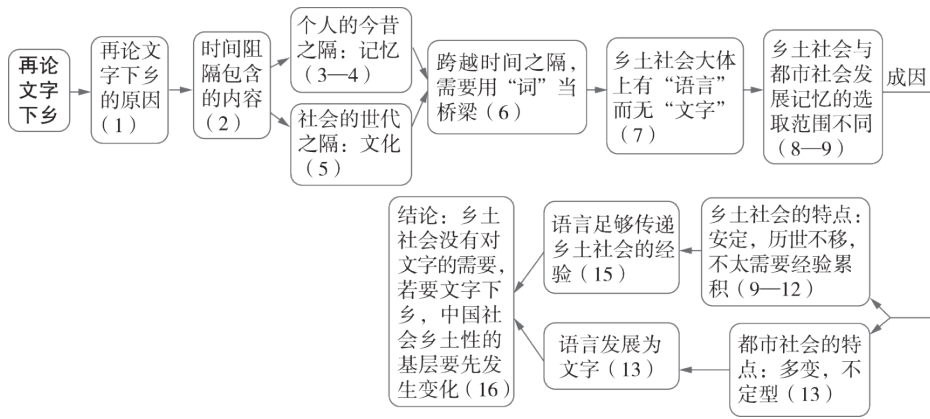 再论
文字
下乡
再论文
字下乡
的原因
（1）
时间阻
隔包含
的内容
（2）
个人的今昔
之隔：记忆
（3—4）
社会的世代
之隔：文化
（5）
跨越时间之隔，
需要用“词”当
桥梁（6）
乡土社会大体
上有“语言”
而无“文字”
（7）
乡土社会与
都市社会发
展记忆的选
取范围不同
（8—9）
成因
乡土社会的特点：
安定，历世不移，
不太需要经验累
积（9—12）
语言足够传递
乡土社会的经
验（15）
都市社会的特
点：多变，不
定型（13）
语言发展为
文字（13）
结论：乡土
社会没有对
文字的需要，
若要文字下
乡，中国社
会乡土性的
基层要先发
生变化（16）